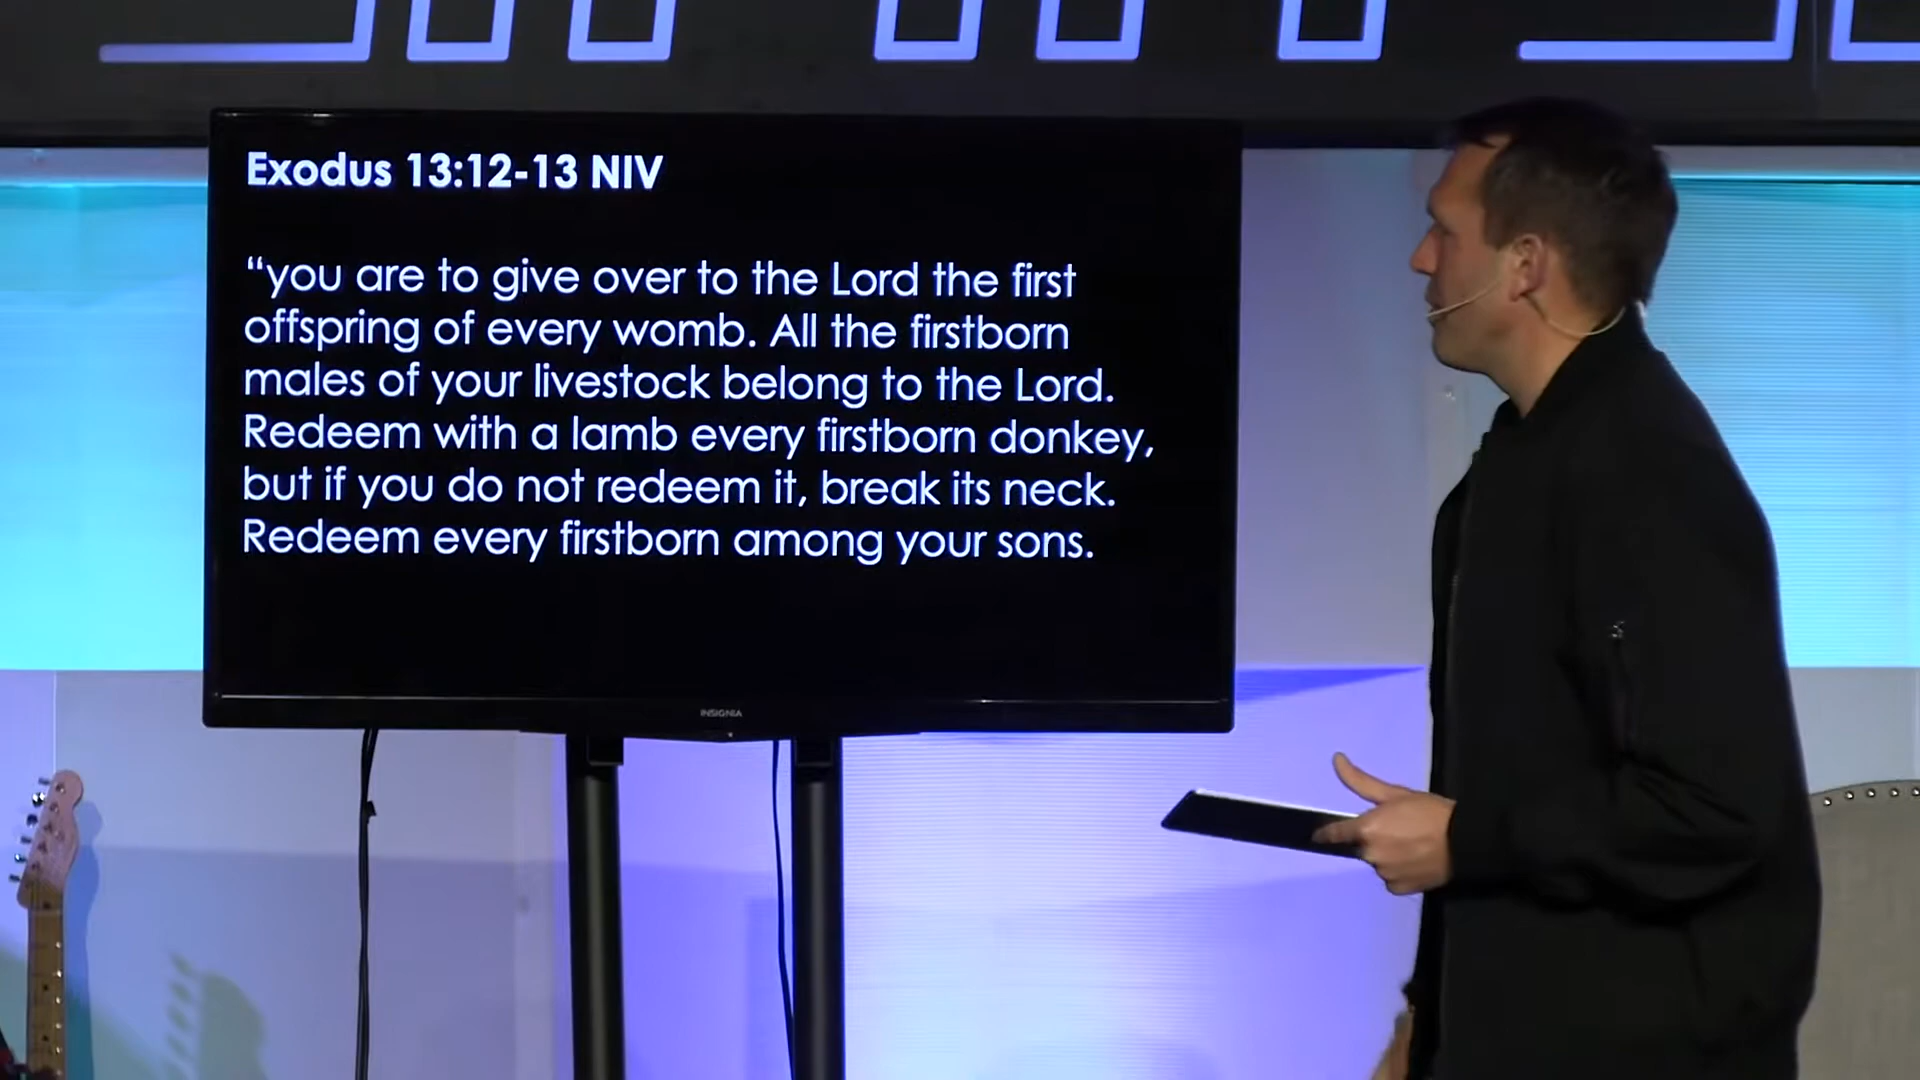 Exodus 13:12-13 NIV
“you are to give over to the Lord the first
offspring of every womb. All the firstborn
males of your livestock belong to the Lord.
Redeem with a lamb every firstborn donkey,
but if you do not redeem it, break its neck.
Redeem every firstborn among your sons.
INSIGNIA